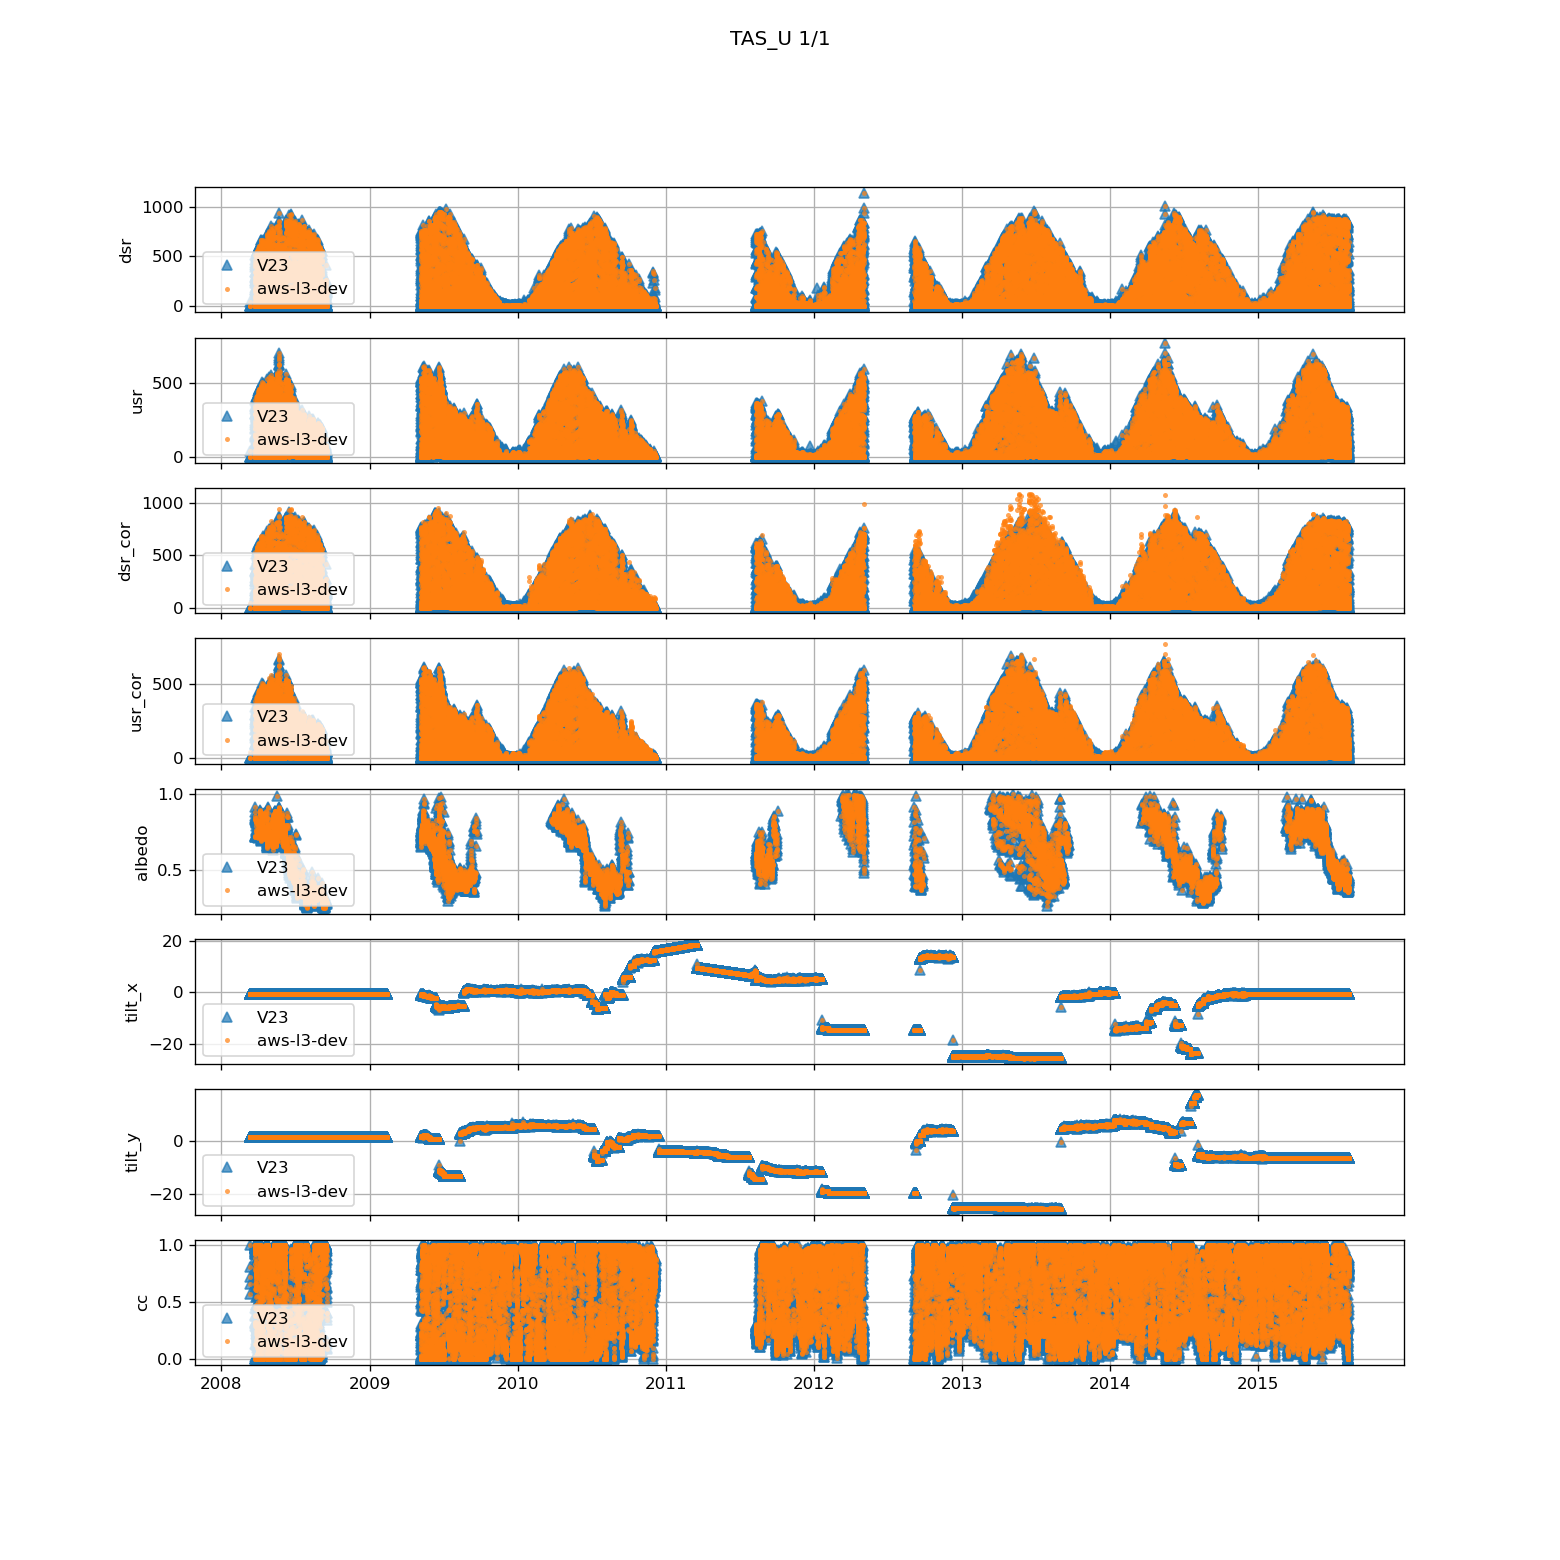 TAS_U 1/1
1000
500
0
dsr
V23
aws-l3-dev
500
0
usr
V23
aws-l3-dev
1000
500
0
dsr_cor
V23
aws-l3-dev
500
0
usr_cor
V23
aws-l3-dev
1.0
0.5
albedo
V23
aws-l3-dev
20
0
−20
tilt_x
V23
aws-l3-dev
0
−20
tilt_y
V23
aws-l3-dev
1.0
0.5
0.0
cc
V23
aws-l3-dev
2008 2009 2010 2011 2012 2013 2014 2015